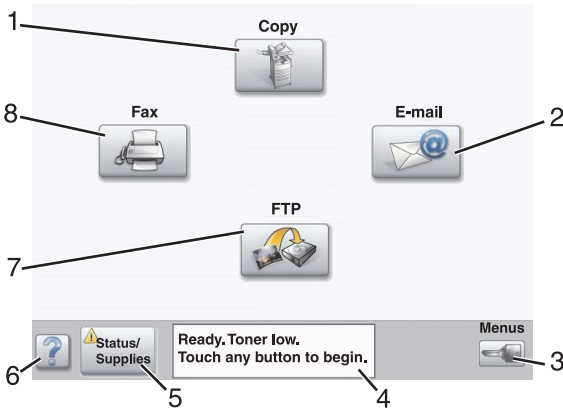 1
Copy
8
Fax
E-mail
2
@
FTP
7
?
Status/
Supplies
Ready. Toner low.
Touch any button to begin.
Menus
6
5
4
3